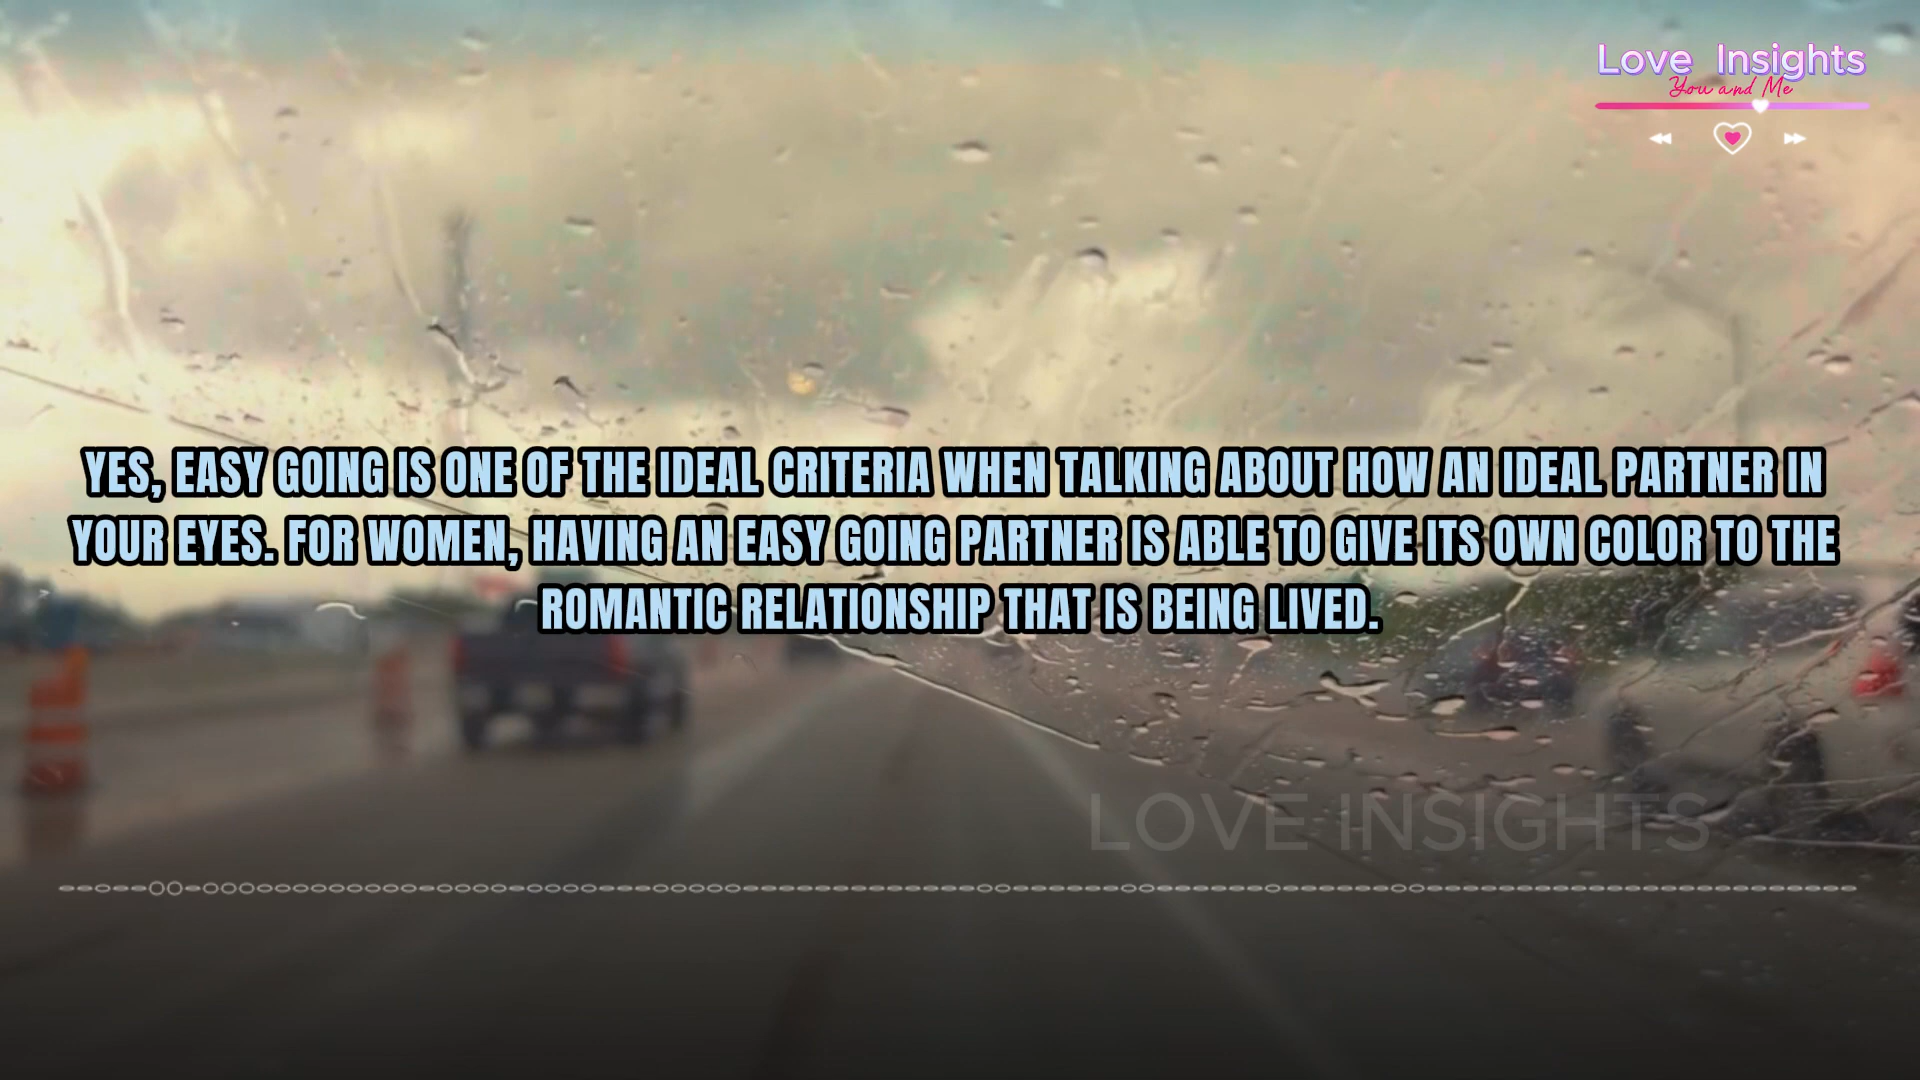 Love Insights
You and Me
YES, EASY GOING IS ONE OF THE IDEAL CRITERIA WHEN TALKING ABOUT HOW AN IDEAL PARTNER IN
YOUR EYES. FOR WOMEN, HAVING AN EASY GOING PARTNER IS ABLE TO GIVE ITS OWN COLOR TO THE
ROMANTIC RELATIONSHIP THAT IS BEING LIVED.
LOVE INSIGHTS